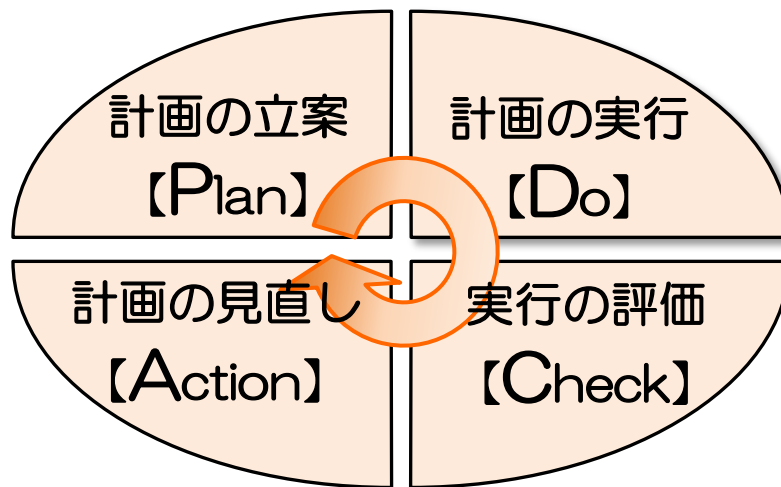 計画の立案
【Plan】
計画の実行
【Do】
計画の見直し
【Action】
実行の評価
【Check】